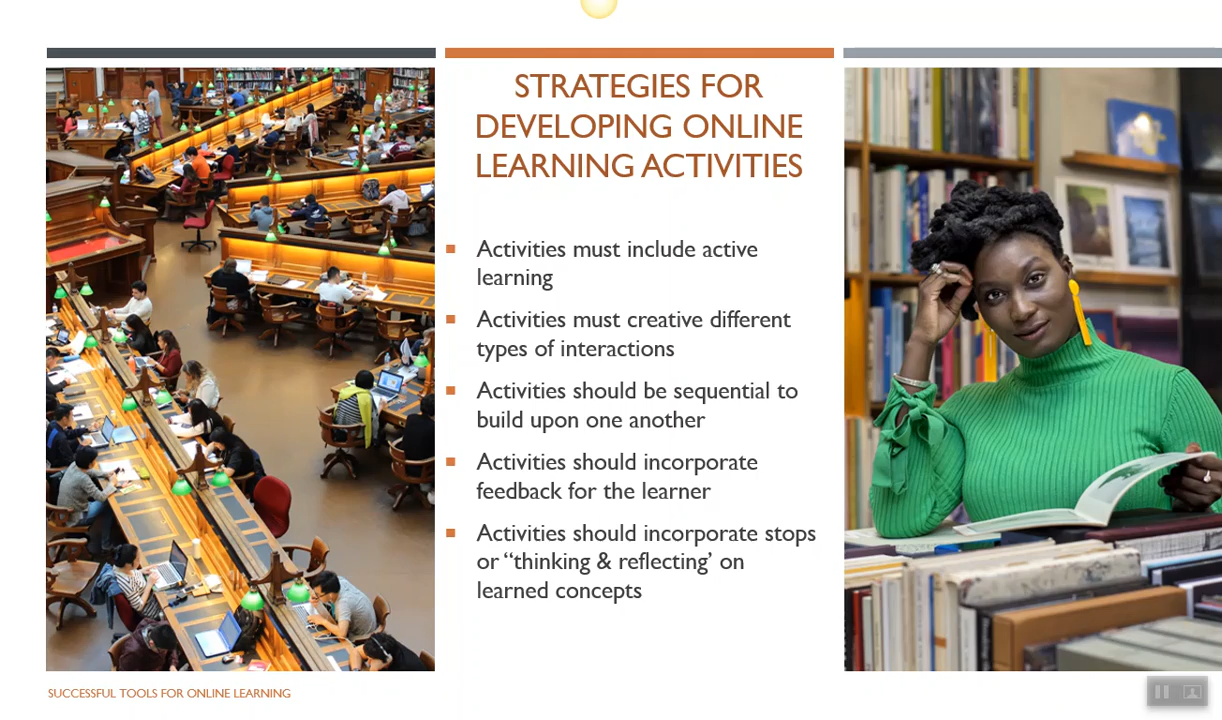 STRATEGIES FOR
DEVELOPING ONLINE
LEARNING ACTIVITIES
Activities must include active
learning
Activities must creative different
types of interactions
Activities should be sequential to
build upon one another
Activities should incorporate
feedback for the learner
Activities should incorporate stops
or “thinking & reflecting’ on
learned concepts
SUCCESSFUL TOOLS FOR ONLINE LEARNING